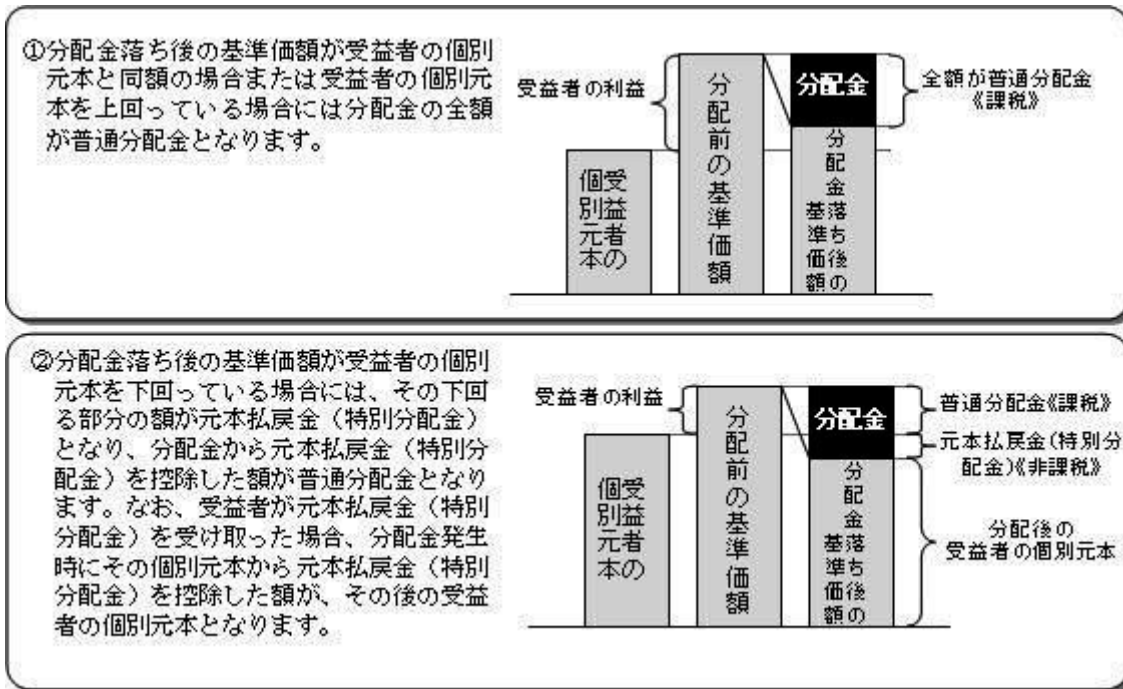 ①分配金落ち後の基準価額が受益者の個別
元本と同額の場合または受益者の個別元
本を上回っている場合には分配金の全額
が普通分配金となります。
受益者の利益
受益者の
個別元本
分配前の基準価額
分配金
分配金落ち後の
基準価額
全額が普通分配金
《課税》
②分配金落ち後の基準価額が受益者の個別
元本を下回っている場合には、その下回
る部分の額が元本払戻金（特別分配金）
となり、分配金から元本払戻金（特別分
配金）を控除した額が普通分配金となり
ます。なお、受益者が元本払戻金（特別
分配金）を受け取った場合、分配金発生
時にその個別元本から元本払戻金（特別
分配金）を控除した額が、その後の受益
者の個別元本となります。
受益者の利益
受益者の
個別元本
分配前の基準価額
分配金
分配金落ち後の
基準価額
普通分配金《課税》
元本払戻金(特別分
配金)《非課税》
分配後の
受益者の個別元本